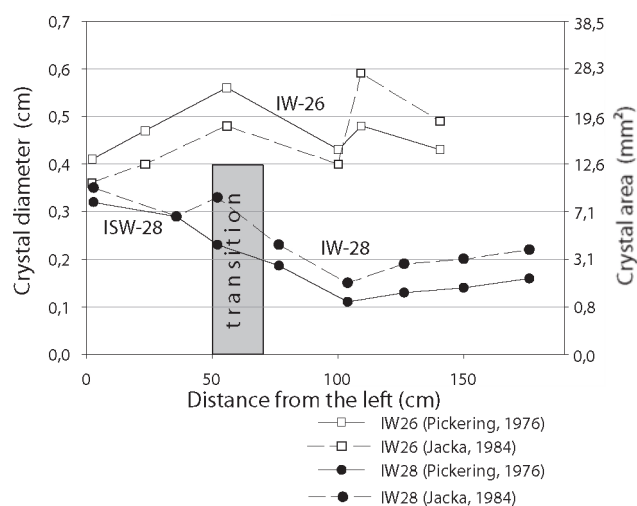 0,7
0,6
0,5
0,4
0,3
0,2
0,1
0,0
Crystal diameter (cm)
38,5
28,3
19,6
12,6
7,1
3,1
0,8
0,0
Crystal area (mm²)
IW-26
ISW-28
IW-28
transition
0 50 100 150
Distance from the left (cm)
IW26 (Pickering, 1976)
IW26 (Jacka, 1984)
IW28 (Pickering, 1976)
IW28 (Jacka, 1984)